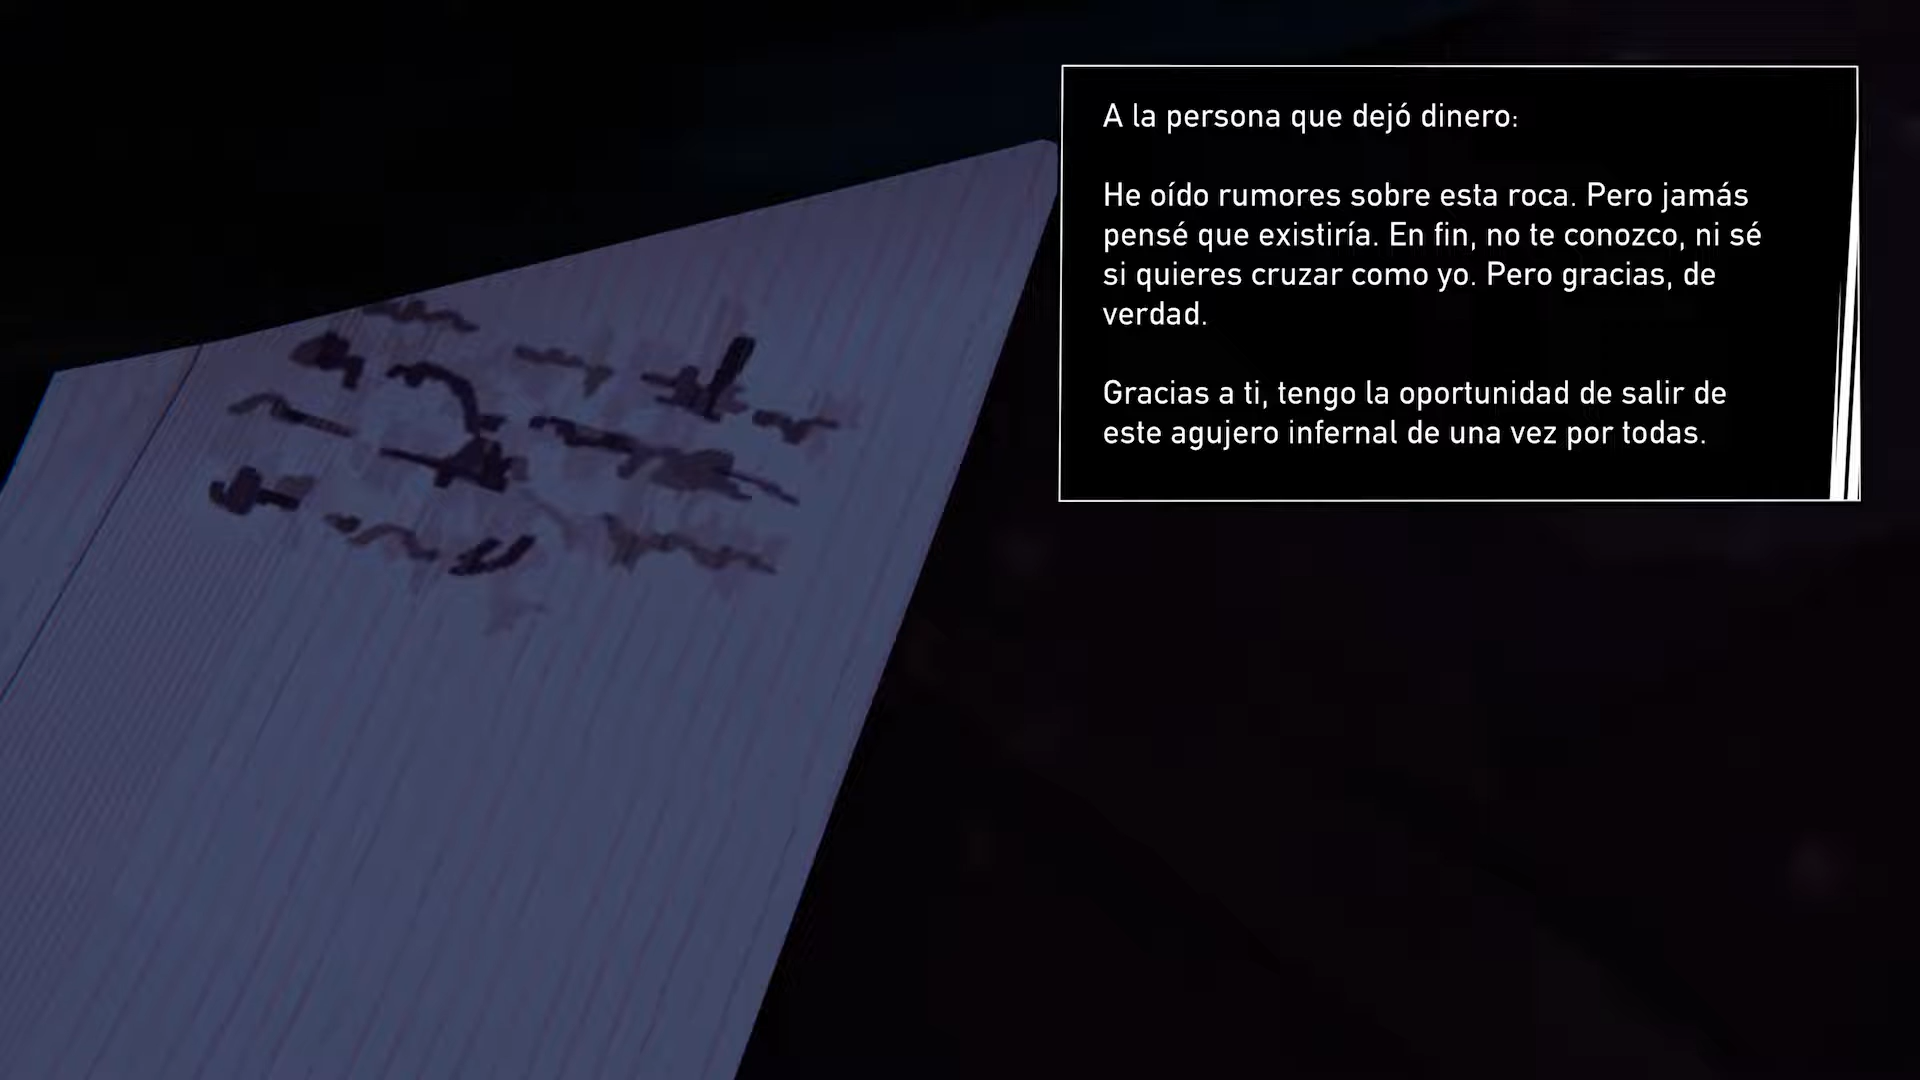 A la persona que dejó dinero:
He oído rumores sobre esta roca. Pero jamás
pensé que existiría. En fin, no te conozco, ni sé
si quieres cruzar como yo. Pero gracias, de
verdad.
Gracias a ti, tengo la oportunidad de salir de
este agujero infernal de una vez por todas.